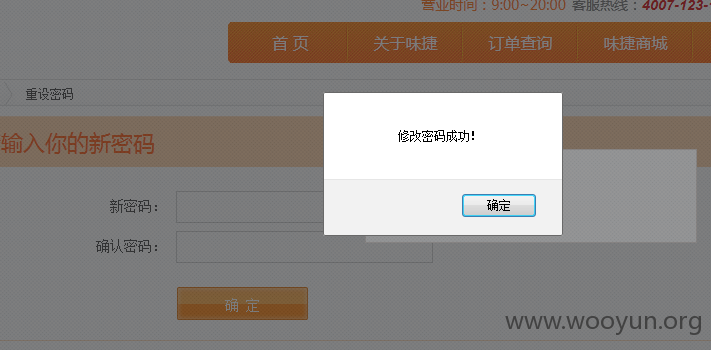 营业时间：9:00~20:00 客服热线：4007-123-1
首 页 关于味捷 订单查询 味捷商城
重设密码
输入你的新密码
修改密码成功!
确定
新密码：
确认密码：
确 定
www.wooyun.org